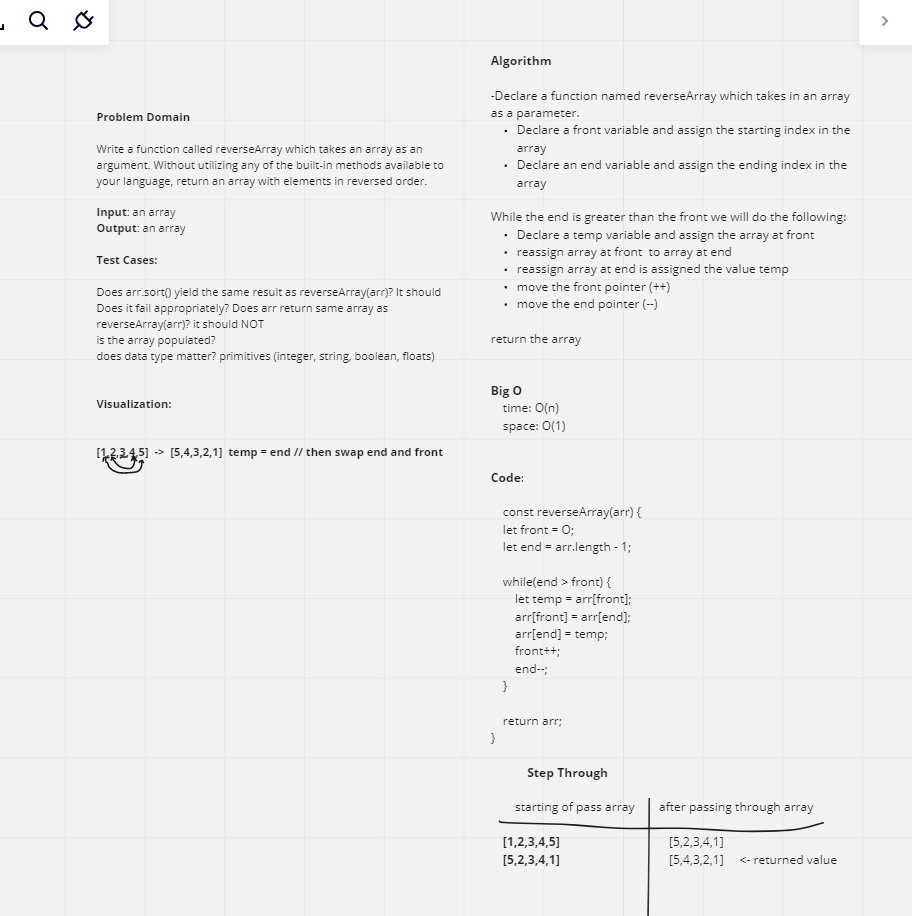 Problem Domain
Write a function called reverseArray which takes an array as an
argument. Without utilizing any of the built-in methods available to
your language, return an array with elements in reversed order.
Input: an array
Output: an array
Test Cases:
Does arr.sort() yield the same result as reverseArray(arr)? It should
Does it fail appropriately? Does arr return same array as
reverseArray(arr)? it should NOT
is the array populated?
does data type matter? primitives (integer, string, boolean, floats)
Visualization:
[1,2,3,4,5] -> [5,4,3,2,1] temp = end // then swap end and front
Algorithm
-Declare a function named reverseArray which takes in an array
as a parameter.
• Declare a front variable and assign the starting index in the
array
• Declare an end variable and assign the ending index in the
array
While the end is greater than the front we will do the following:
• Declare a temp variable and assign the array at front
• reassign array at front to array at end
• reassign array at end is assigned the value temp
• move the front pointer (++)
• move the end pointer (--)
return the array
Big O
time: O(n)
space: O(1)
Code:
const reverseArray(arr) {
let front = O;
let end = arr.length - 1;
while(end > front) {
let temp = arr[front];
arr[front] = arr[end];
arr[end] = temp;
front++;
end--;
}
return arr;
}
Step Through
starting of pass array after passing through array
[1,2,3,4,5] [5,2,3,4,1]
[5,2,3,4,1] [5,4,3,2,1] <- returned value